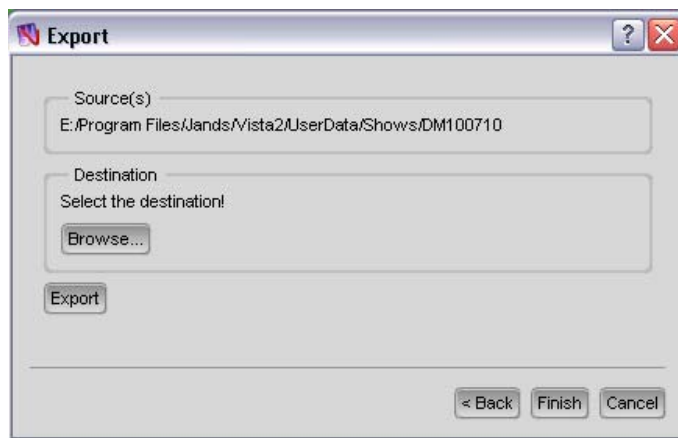 Export
Source(s)
E:/Program Files/Jands/Vista2/UserData/Shows/DM100710
Destination
Select the destination!
Browse...
Export
< Back Finish Cancel